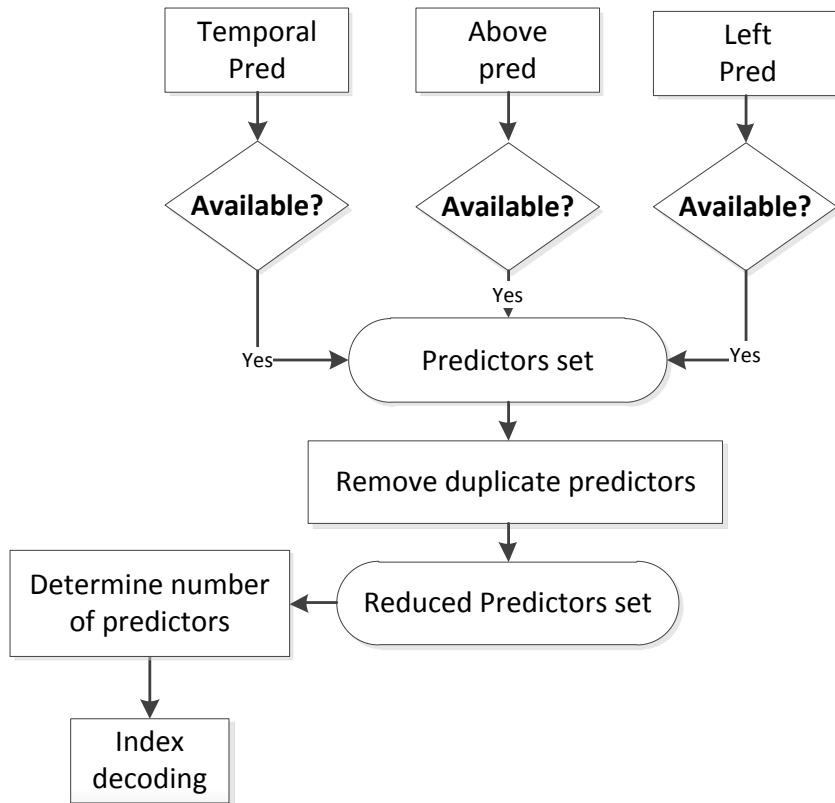 Temporal
Pred
Above
pred
Left
Pred
Available?
Available?
Available?
Yes
Yes
Yes
Predictors set
Remove duplicate predictors
Reduced Predictors set
Determine number
of predictors
Index
decoding